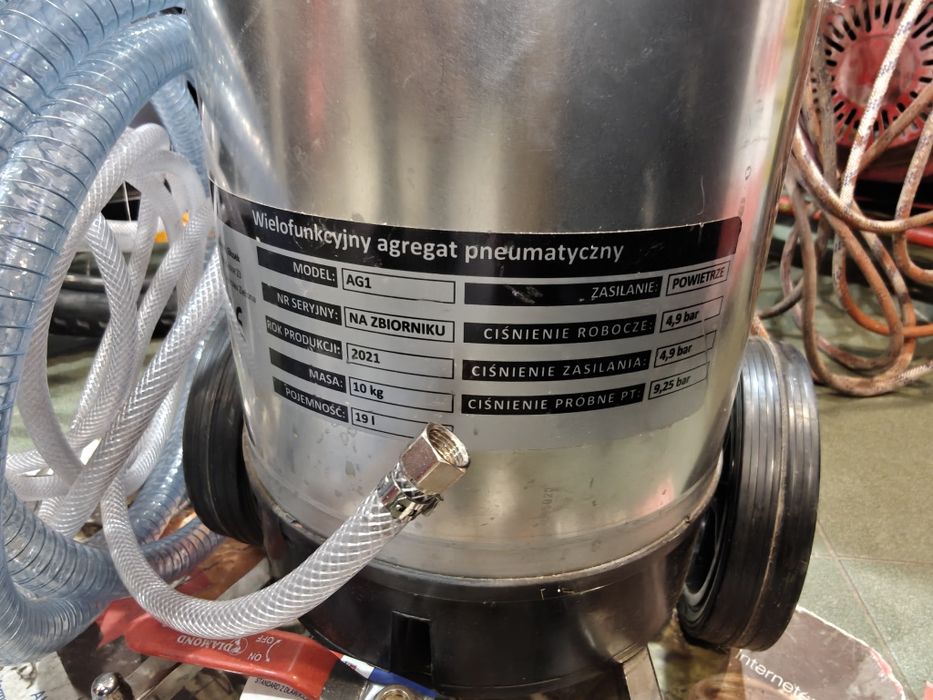 Wielofunkcyjny agregat pneumatyczny
MODEL: AG1
NR SERYJNY: NA ZBIORNIKU
ROK PRODUKCJI: 2021
MASA: 10 kg
POJEMNOŚĆ: 19 l
ZASILANIE: POWIETRZE
CIŚNIENIE ROBOCZE: 4,9 bar
CIŚNIENIE ZASILANIA: 4,9 bar
CIŚNIENIE PRÓBNE PT: 9,25 bar
OFF
ON
DIAMOND
Internet